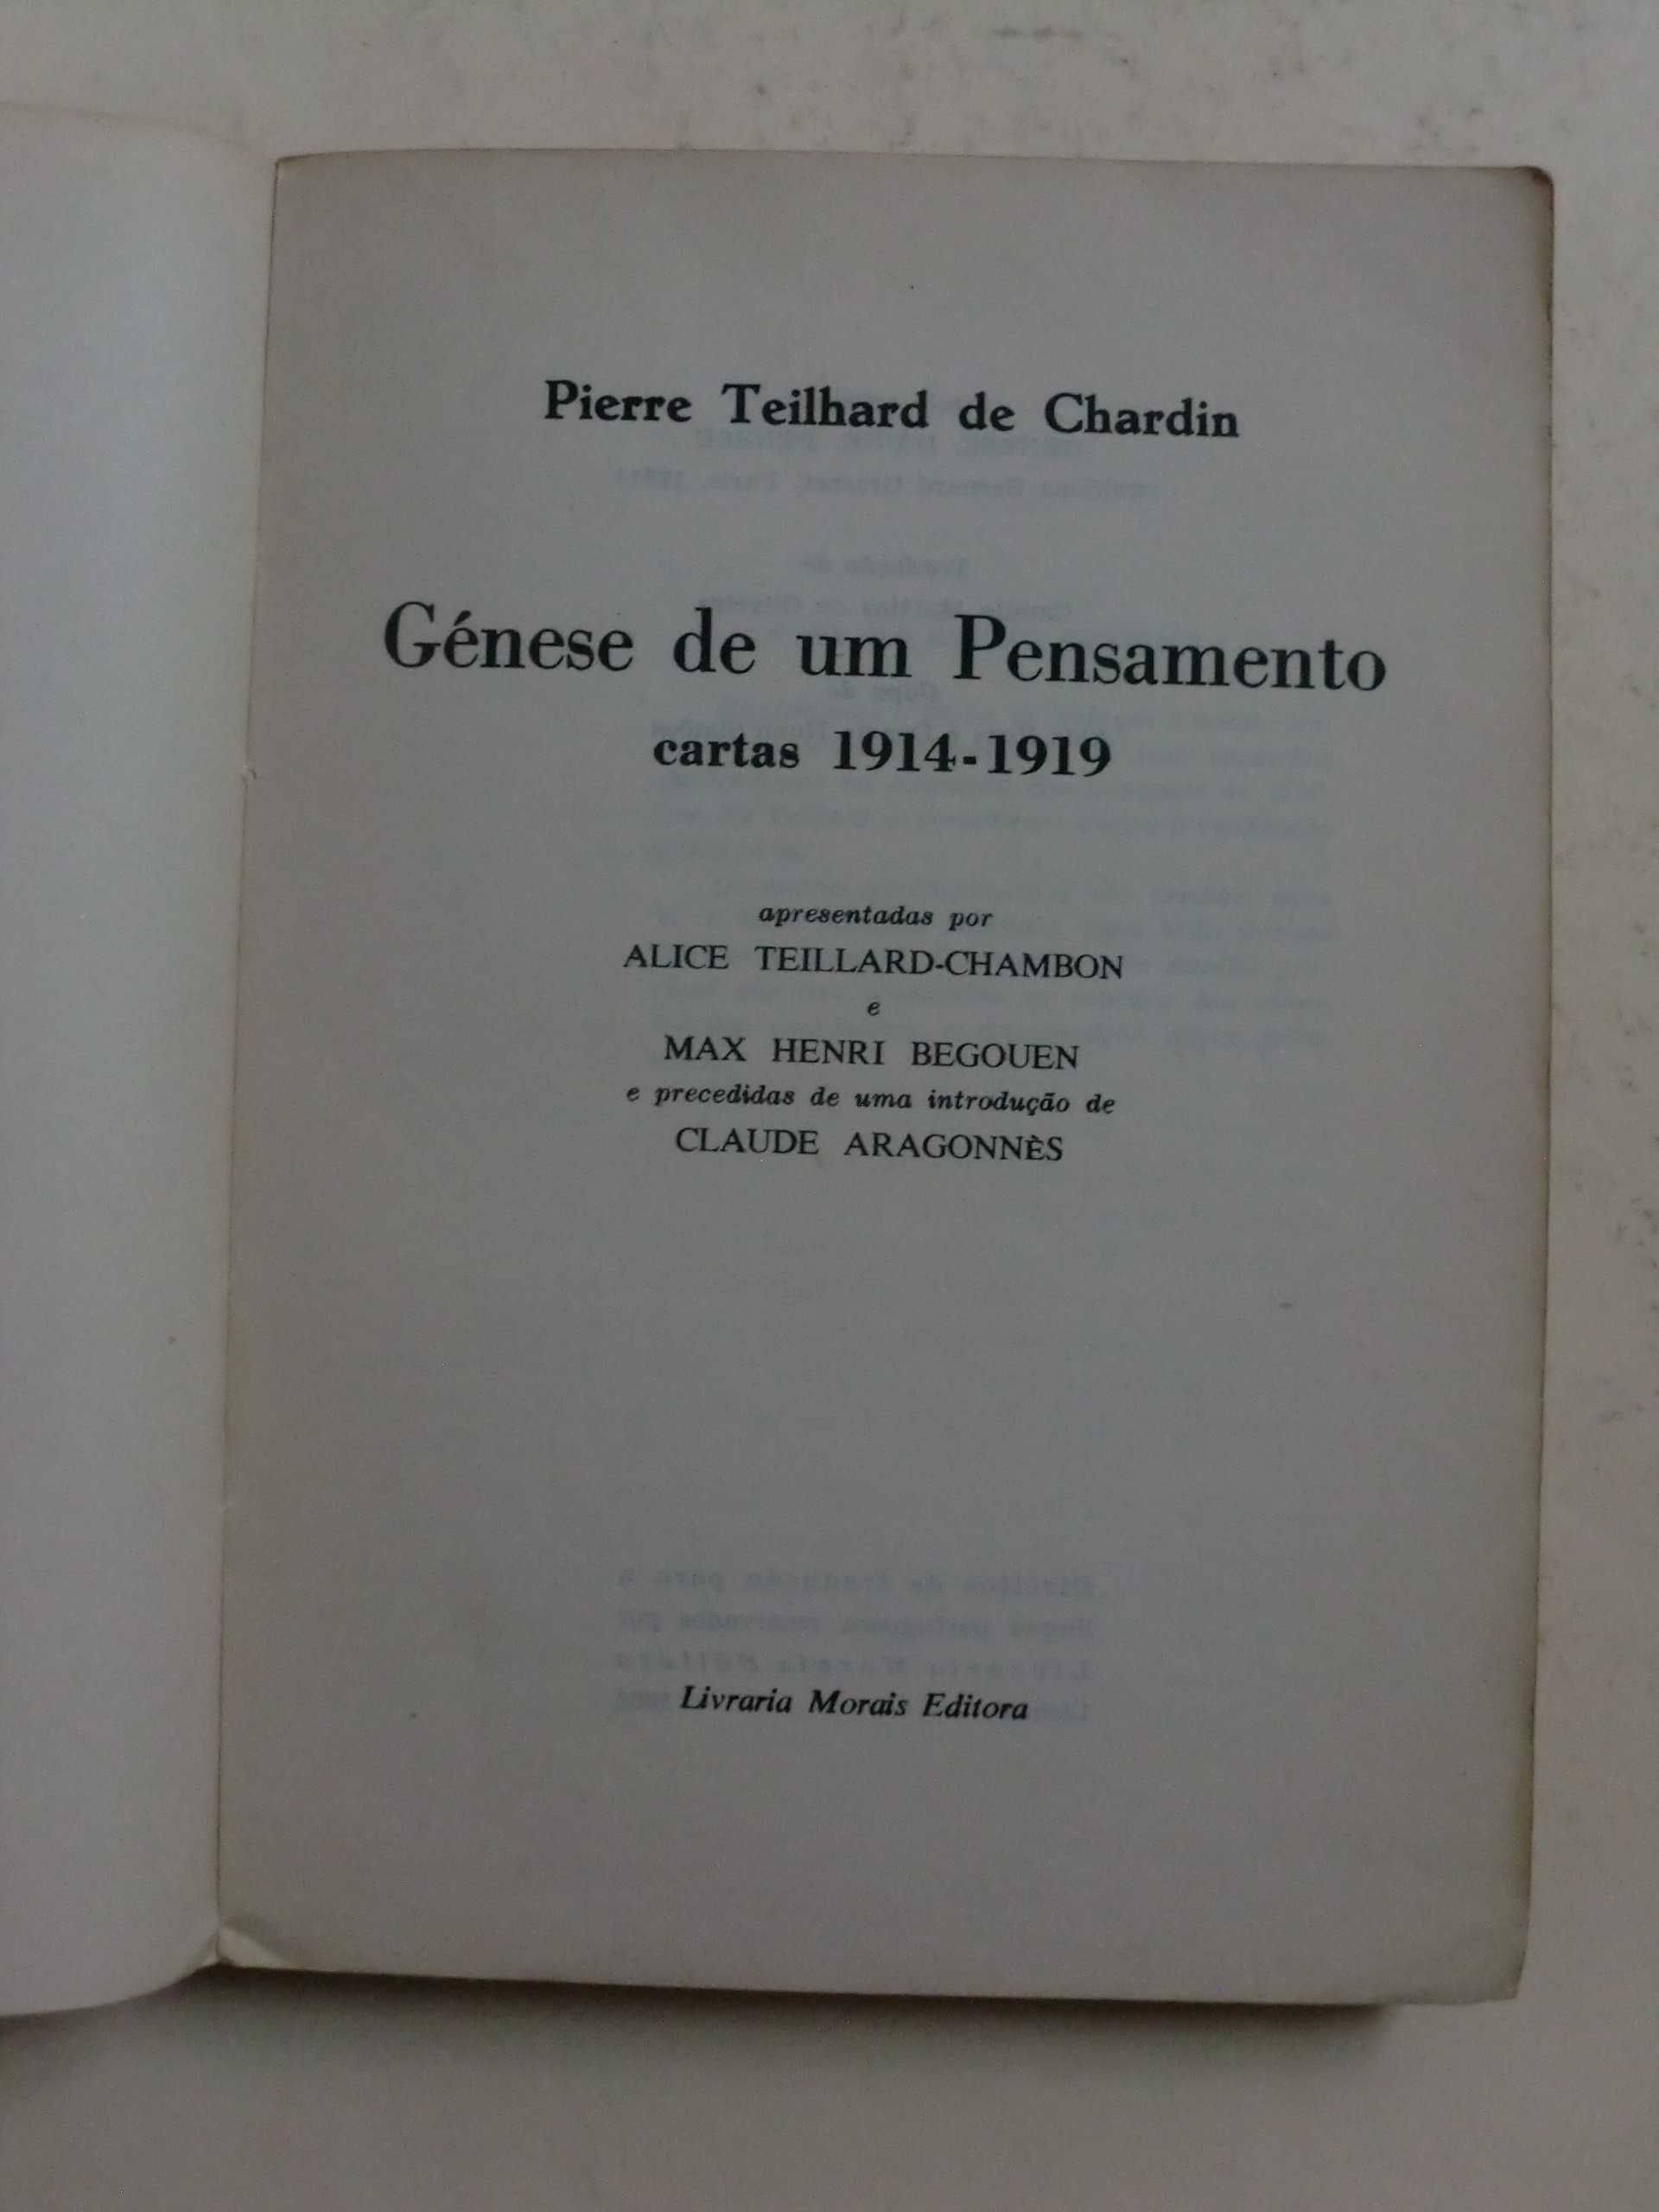 Pierre Teilhard de Chardin
Génese de um Pensamento
cartas 1914-1919
apresentadas por
ALICE TEILLARD-CHAMBON
e
MAX HENRI BEGOUEN
e precedidas de uma introdução de
CLAUDE ARAGONNÈS
Livraria Morais Editora